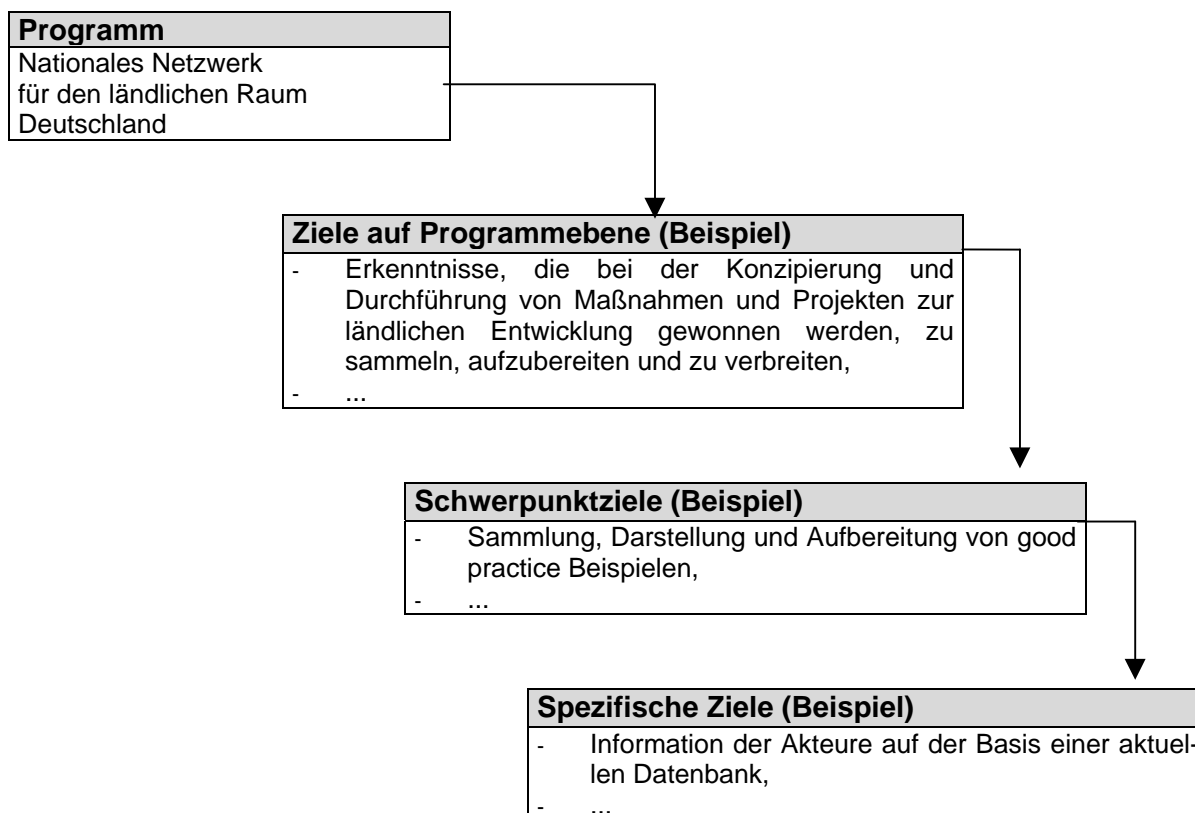 Programm
Nationales Netzwerk
für den ländlichen Raum
Deutschland
Ziele auf Programmebene (Beispiel)
- Erkenntnisse, die bei der Konzipierung und
Durchführung von Maßnahmen und Projekten zur
ländlichen Entwicklung gewonnen werden, zu
sammeln, aufzubereiten und zu verbreiten,
- ...
Schwerpunktziele (Beispiel)
- Sammlung, Darstellung und Aufbereitung von good
practice Beispielen,
- ...
Spezifische Ziele (Beispiel)
- Information der Akteure auf der Basis einer aktuel-
len Datenbank,
- ...